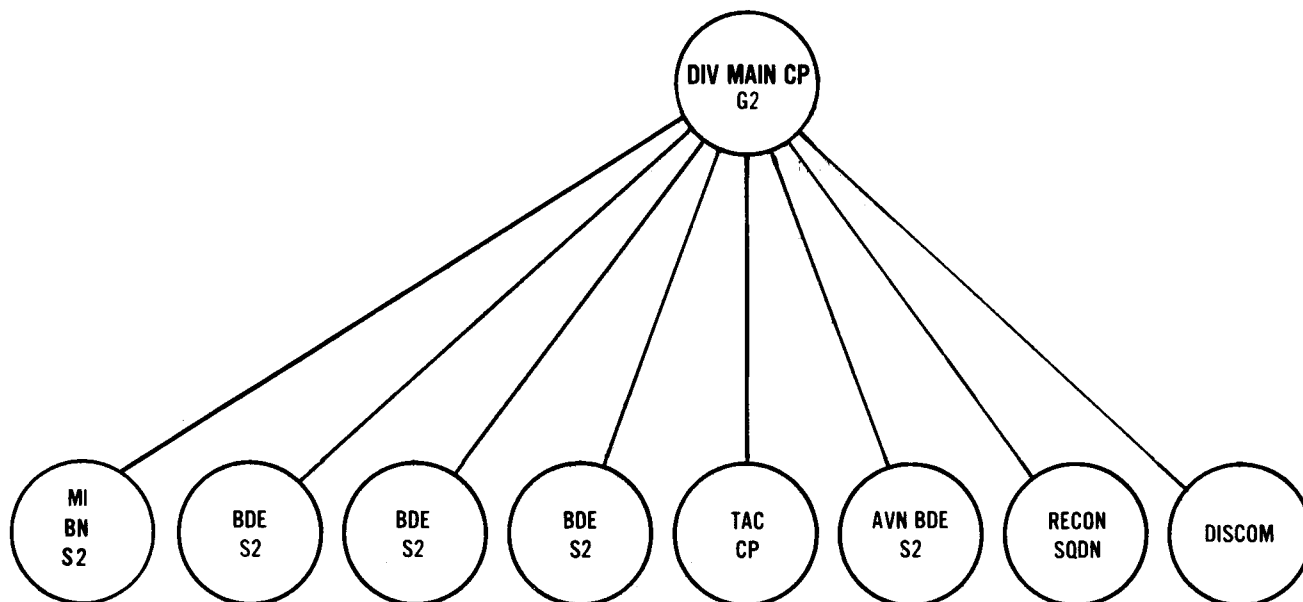 DIV MAIN CP
G2
MI
BN
S2
BDE
S2
BDE
S2
BDE
S2
TAC
CP
AVN BDE
S2
RECON
SQDN
DISCOM